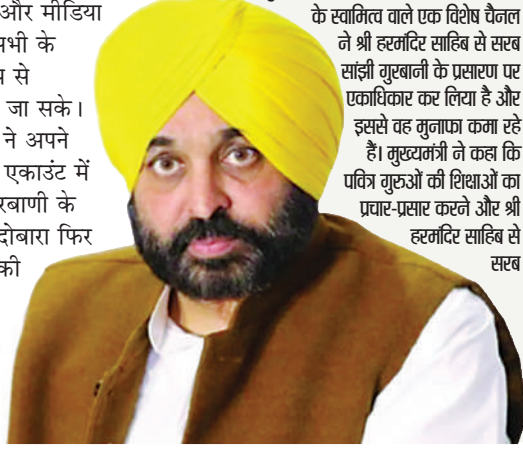 और मीडिया
सभी के
से
जा सके।
ने अपने
एकाउंट में
के
दोबारा फिर
की
के स्वामित्व वाले एक विशेष चैनल
ने श्री हरमंदिर साहिब से सरब
सांझी गुरबानी के प्रसारण पर
एकाधिकार कर लिया है और
इससे वह मुनाफा कमा रहे
हैं। मुख्यमंत्री ने कहा कि
पवित्र गुरुओं की शिक्षाओं का
प्रचार-प्रसार करने और श्री
हरमंदिर साहिब से
सरब